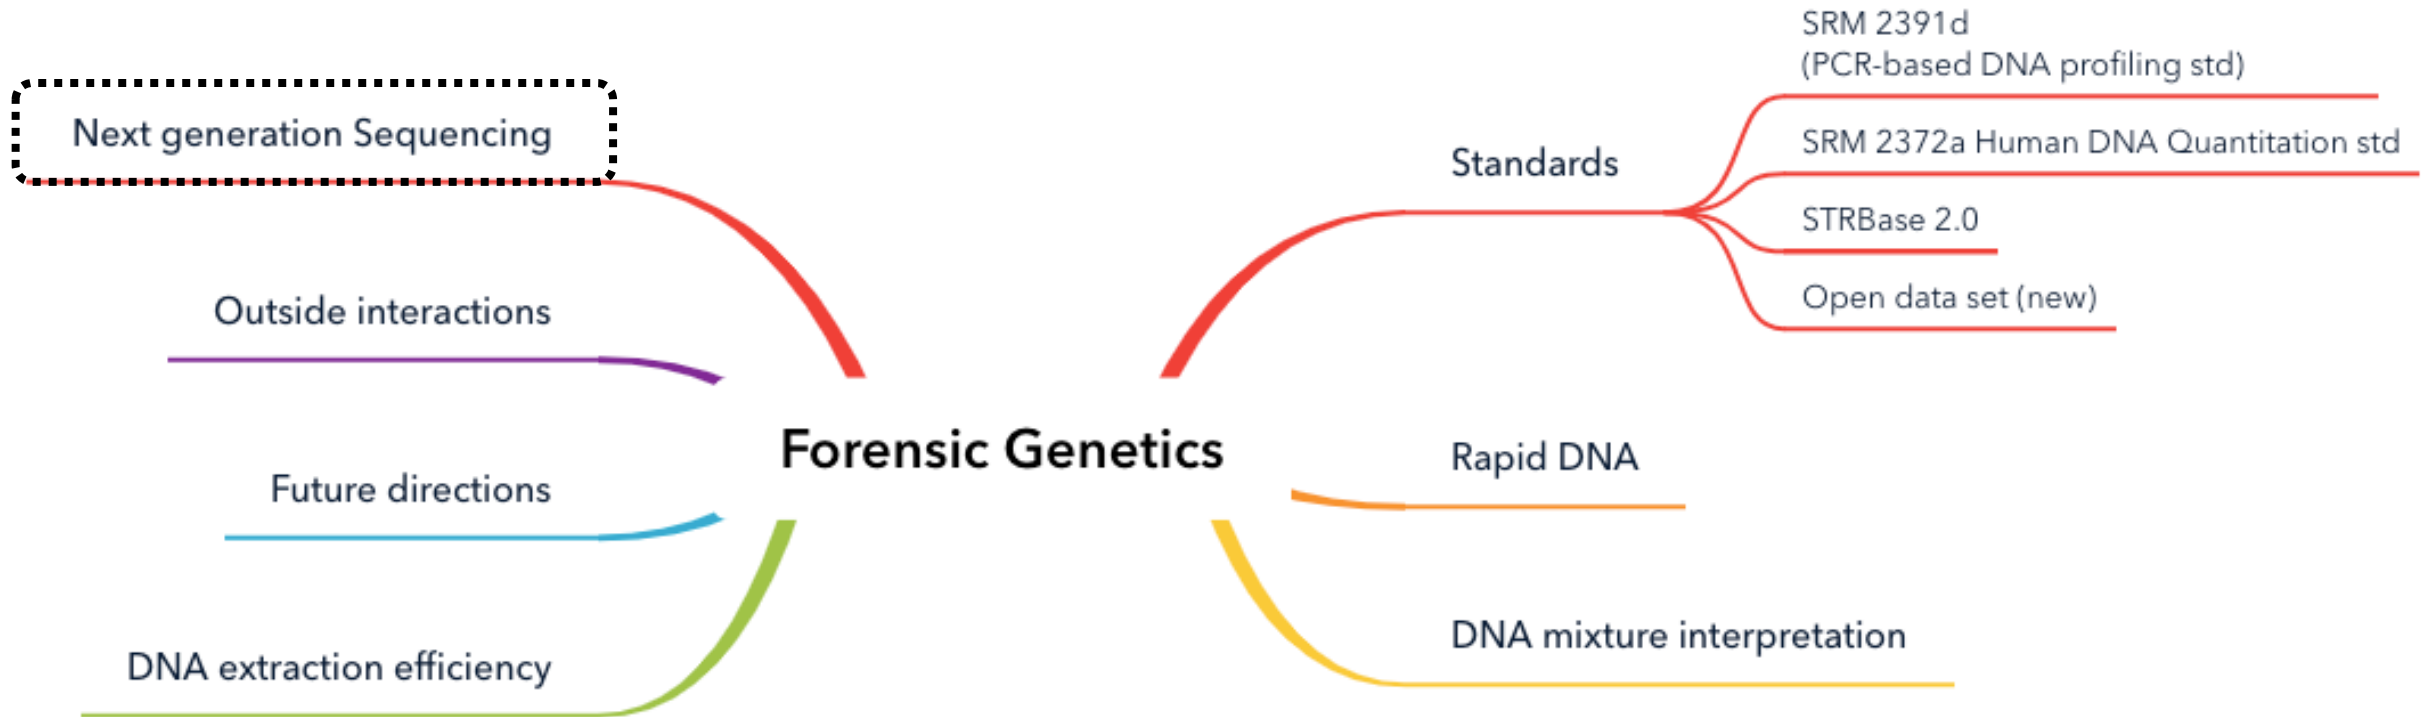 Next generation Sequencing
Outside interactions
Future directions
DNA extraction efficiency
Forensic Genetics
Standards
SRM 2391d
(PCR-based DNA profiling std)
SRM 2372a Human DNA Quantitation std
STRBase 2.0
Open data set (new)
Rapid DNA
DNA mixture interpretation